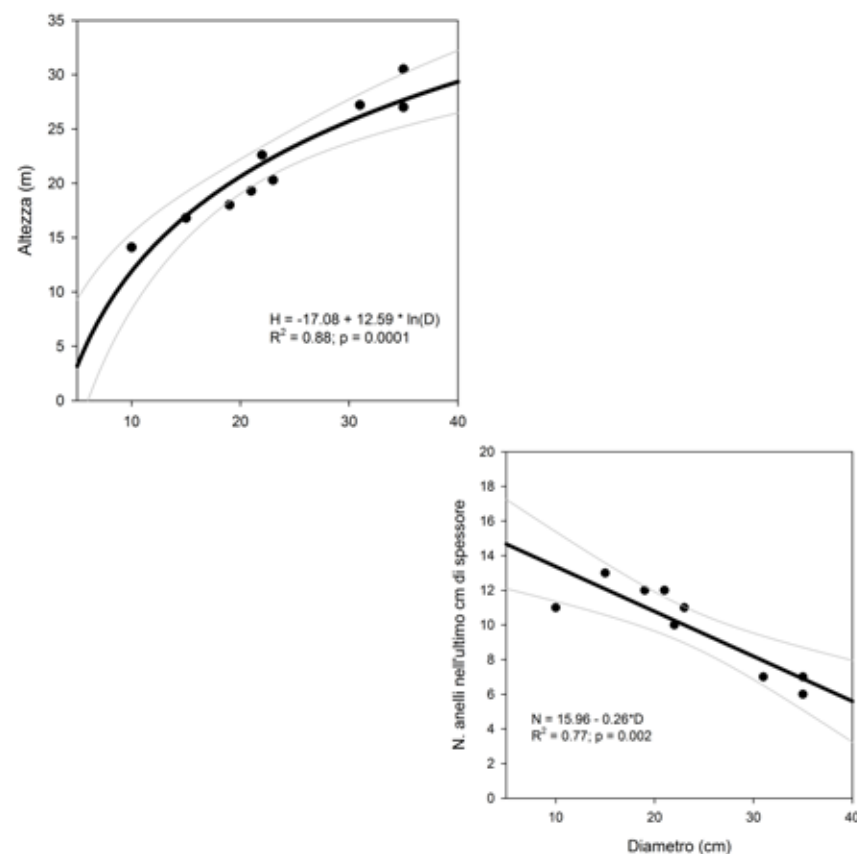 35
30
25
20
15
10
5
0
Altezza (m)
H = -17.08 + 12.59 * ln(D)
R² = 0.88; p = 0.0001
10 20 30 40
20
18
16
14
12
10
8
6
4
2
0
N. anelli nell'ultimo cm di spessore
N = 15.96 - 0.26*D
R² = 0.77; p = 0.002
10 20 30 40
Diametro (cm)